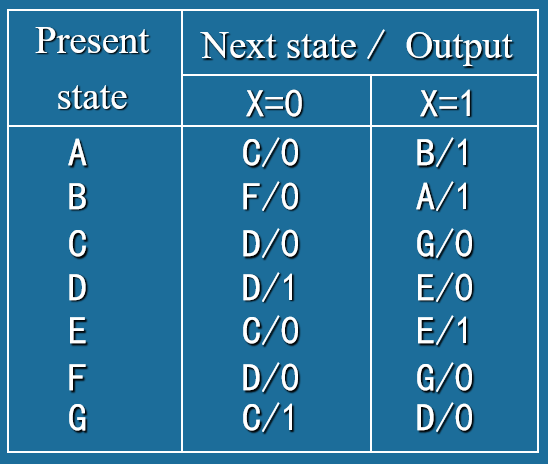 Present state Next state / Output
X=0 X=1
A C/0 B/1
B F/0 A/1
C D/0 G/0
D D/1 E/0
E C/0 E/1
F D/0 G/0
G C/1 D/0